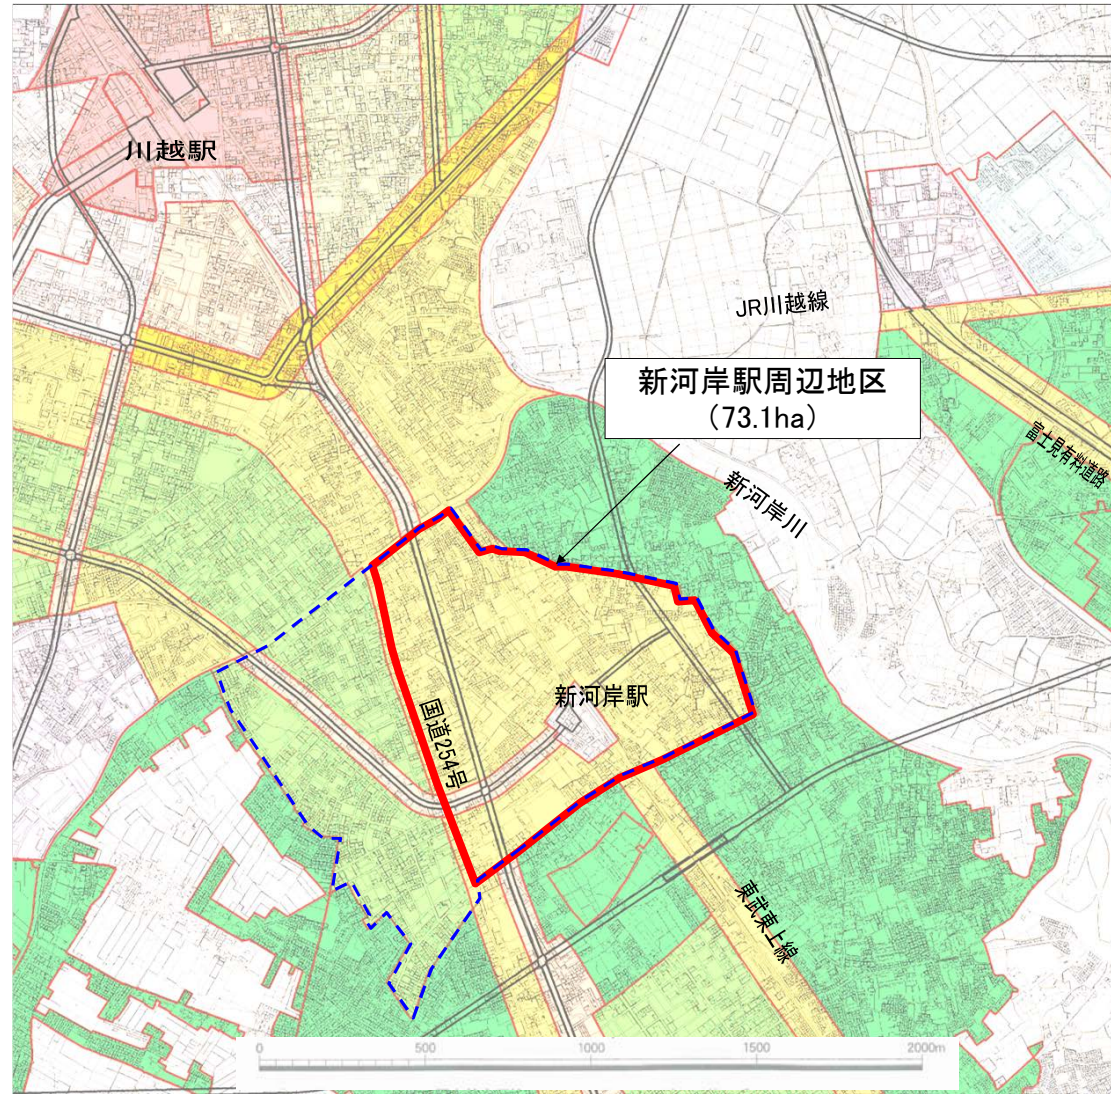 川越駅
JR川越線
新河岸駅周辺地区
（73.1ha）
富士見有料道路
新河岸川
新河岸駅
国道254号
東武東上線
0 500 1000 1500 2000m